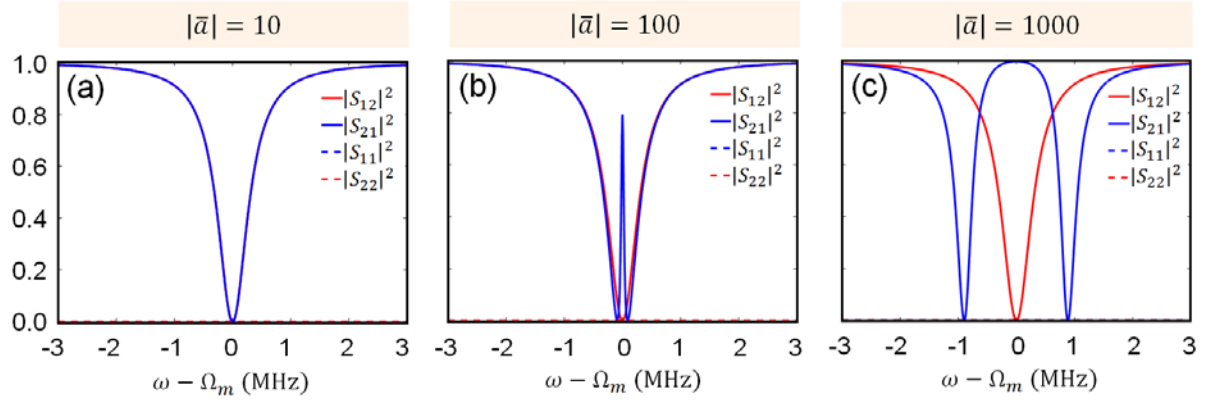 |ā| = 10
|ā| = 100
|ā| = 1000
1.0
0.8
0.6
0.4
0.2
0.0
(a)
|S₁₂|²
|S₂₁|²
|S₁₁|²
|S₂₂|²
-3 -2 -1 0 1 2 3
ω − Ωₘ (MHz)
(b)
|S₁₂|²
|S₂₁|²
|S₁₁|²
|S₂₂|²
-3 -2 -1 0 1 2 3
ω − Ωₘ (MHz)
(c)
|S₁₂|²
|S₂₁|²
|S₁₁|²
|S₂₂|²
-3 -2 -1 0 1 2 3
ω − Ωₘ (MHz)